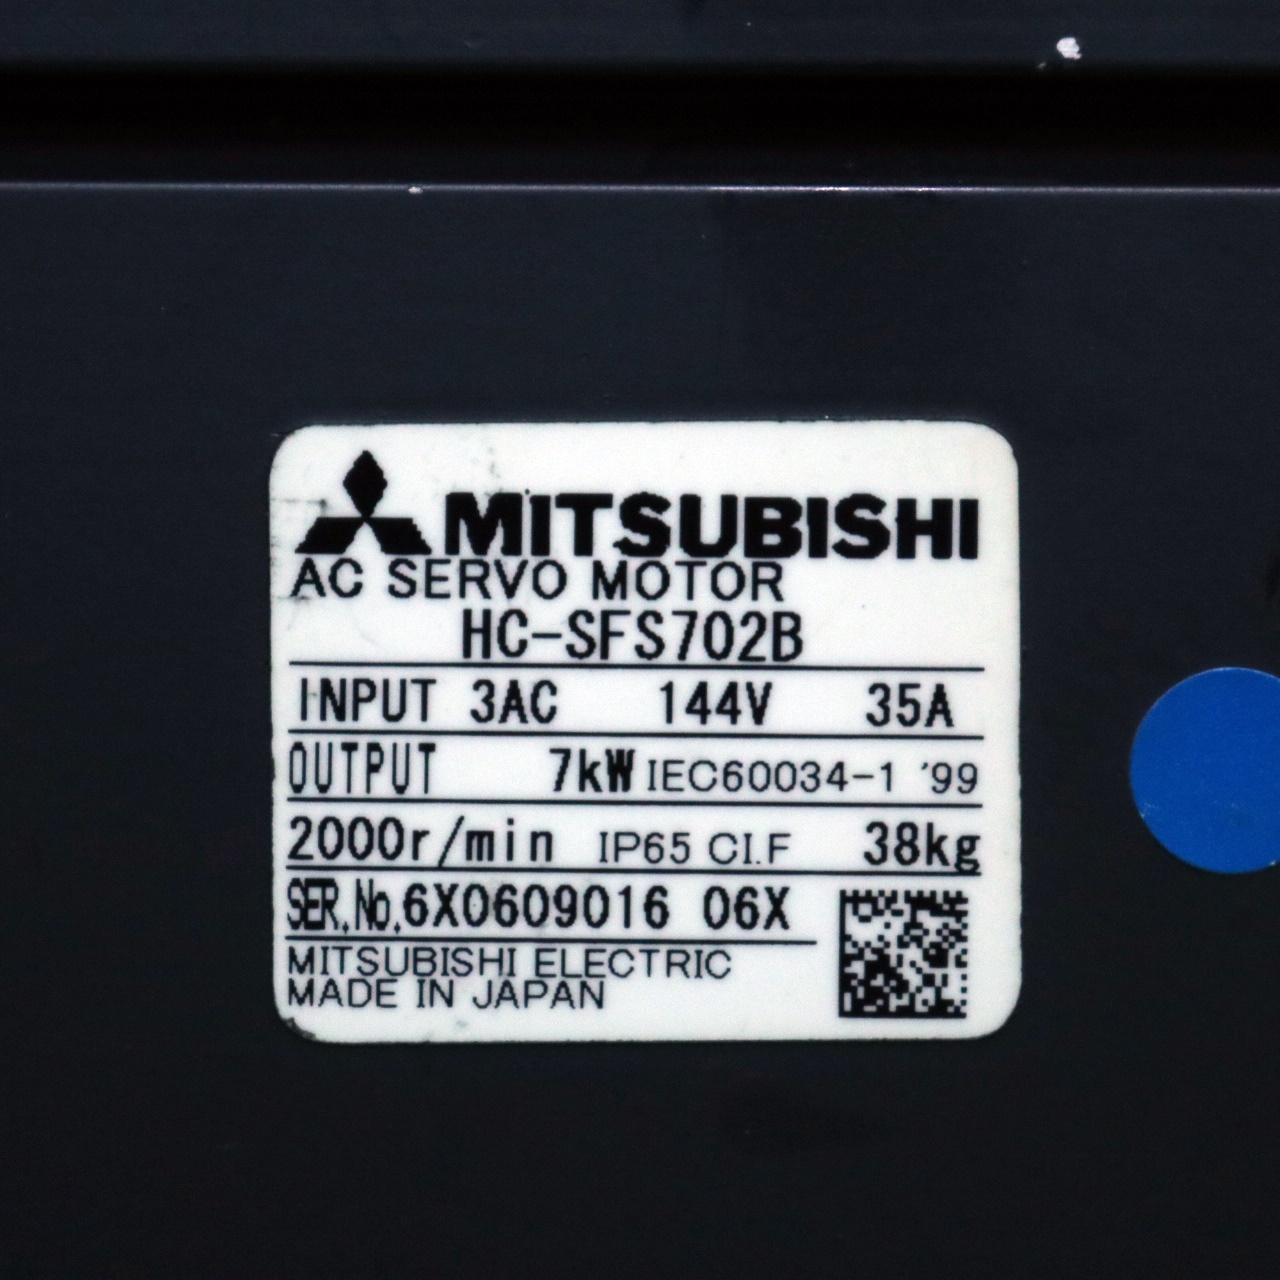 MITSUBISHI
AC SERVO MOTOR
HC-SFS702B
INPUT 3AC 144V 35A
OUTPUT 7kW IEC60034-1 '99
2000r/min IP65 CI.F 38kg
SER.No.6X0609016 06X
MITSUBISHI ELECTRIC
MADE IN JAPAN